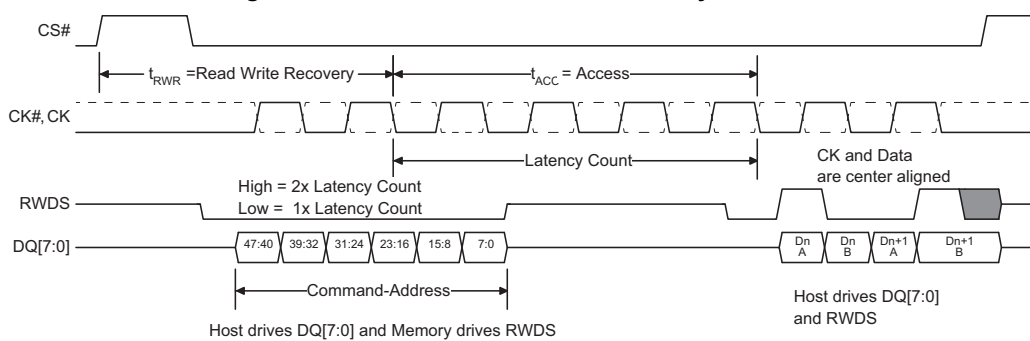 CS#
tRWR =Read Write Recovery
tACC = Access
CK#, CK
Latency Count
CK and Data
are center aligned
High = 2x Latency Count
Low = 1x Latency Count
RWDS
DQ[7:0]
47:40 39:32 31:24 23:16 15:8 7:0
Dn A
Dn B
Dn+1 A
Dn+1 B
Command-Address
Host drives DQ[7:0]
and RWDS
Host drives DQ[7:0] and Memory drives RWDS